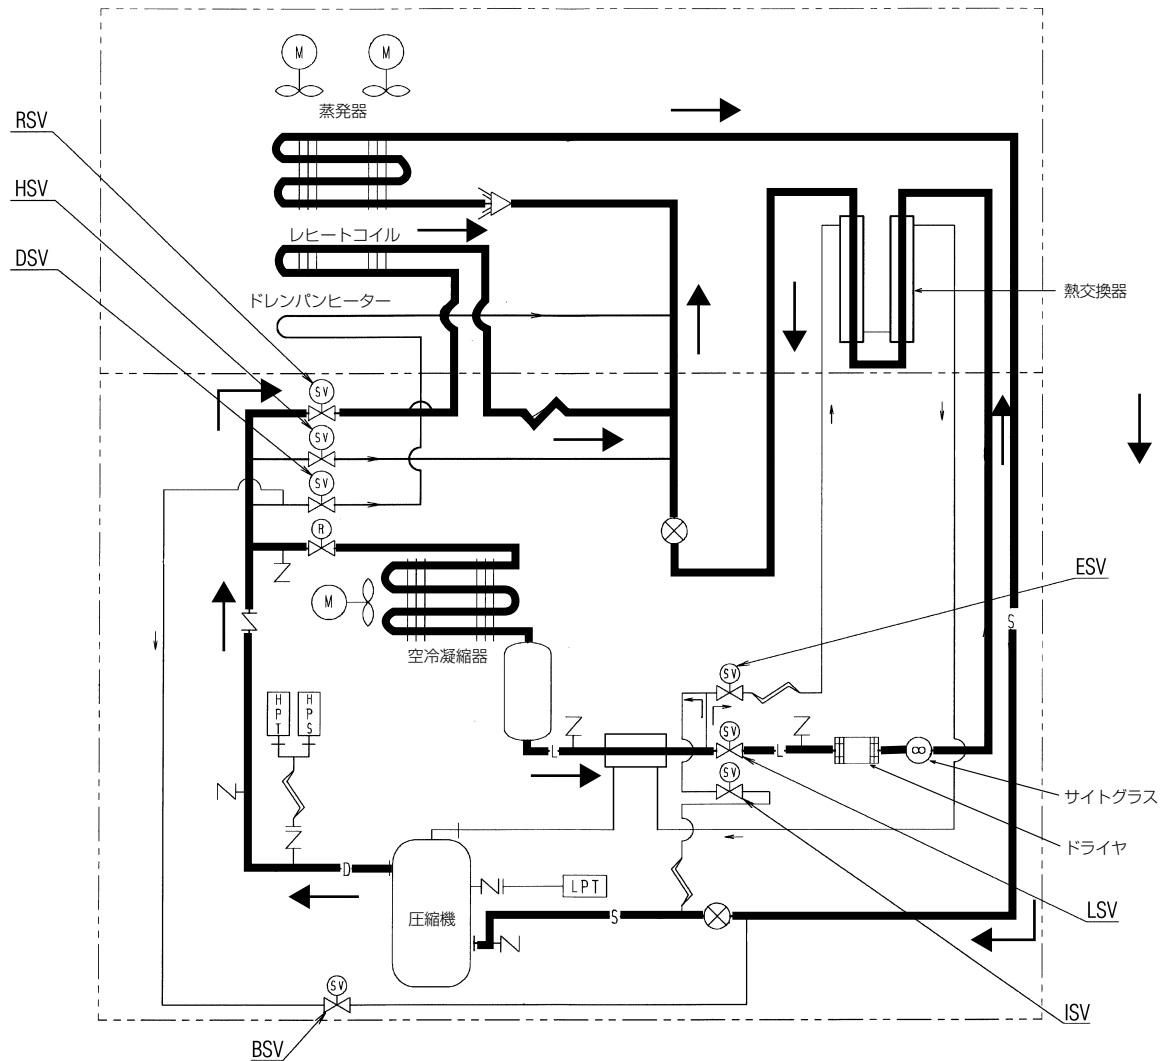 M
M
蒸発器
RSV
HSV
レヒートコイル
DSV
ドレンパンヒーター
熱交換器
SV
SV
SV
R
ESV
M
S
空冷凝縮器
SV
HPT
HPS
SV
L
L
SV
サイトグラス
ドライヤ
D
LPT
圧縮機
S
LSV
SV
ISV
BSV